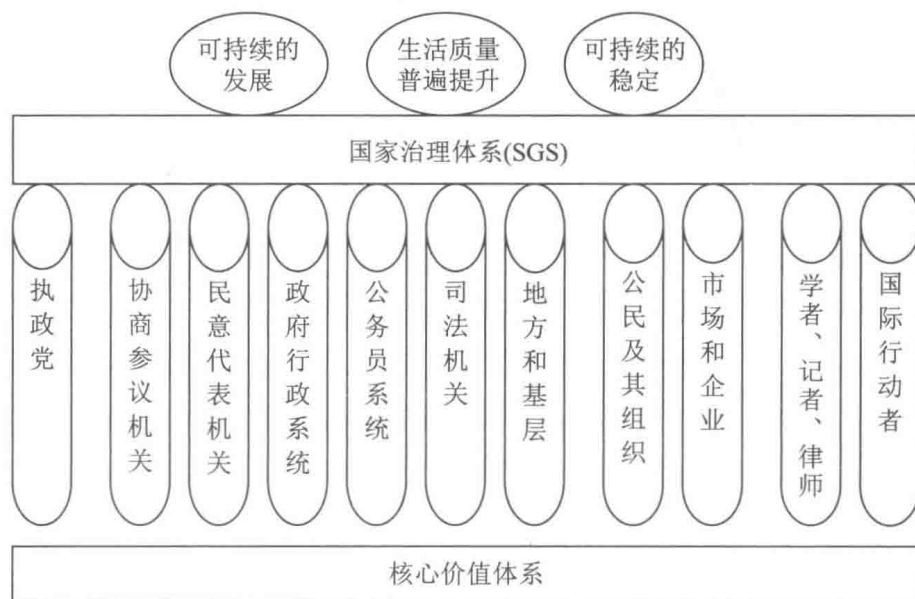 可持续的
发展
生活质量
普遍提升
可持续的
稳定
国家治理体系(SGS)
执政党
协商参议机关
民意代表机关
政府行政系统
公务员系统
司法机关
地方和基层
公民及其组织
市场和企业
学者、记者、律师
国际行动者
核心价值体系